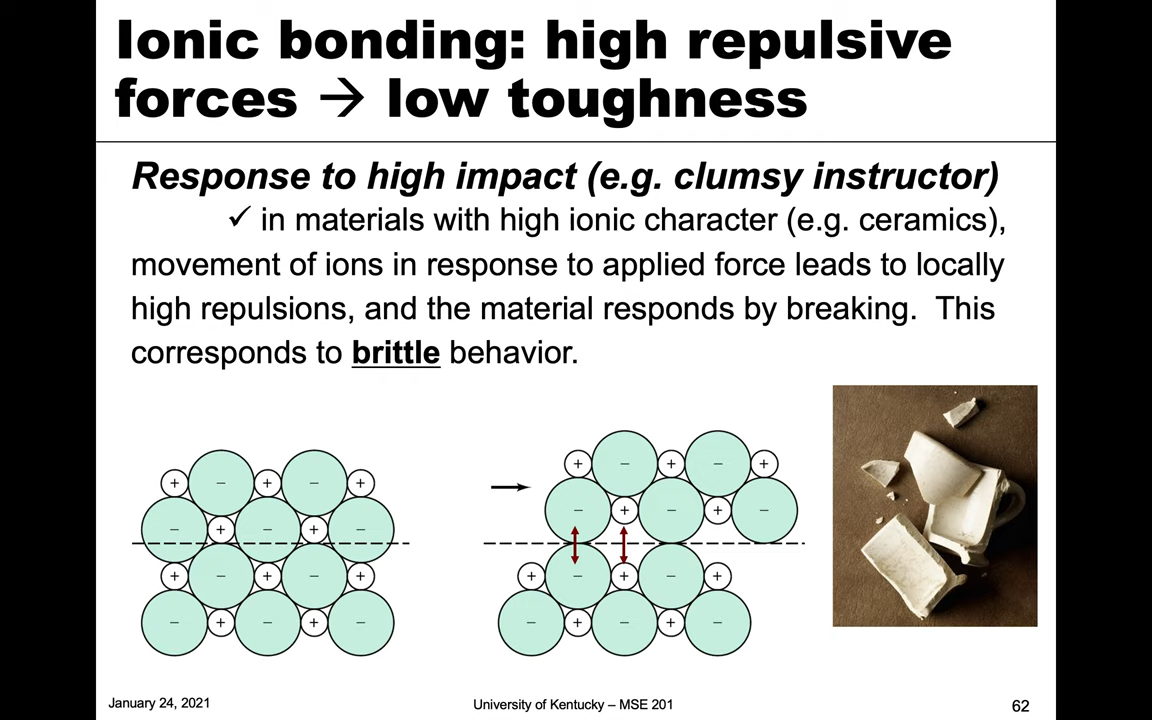 Ionic bonding: high repulsive
forces → low toughness
Response to high impact (e.g. clumsy instructor)
✓ in materials with high ionic character (e.g. ceramics),
movement of ions in response to applied force leads to locally
high repulsions, and the material responds by breaking.  This
corresponds to brittle behavior.
+ − + − +
− + − + −
+ − + − +
− + − + −
+ − + − +
− + − + −
+ − + − +
− + − + −
January 24, 2021
University of Kentucky – MSE 201
62